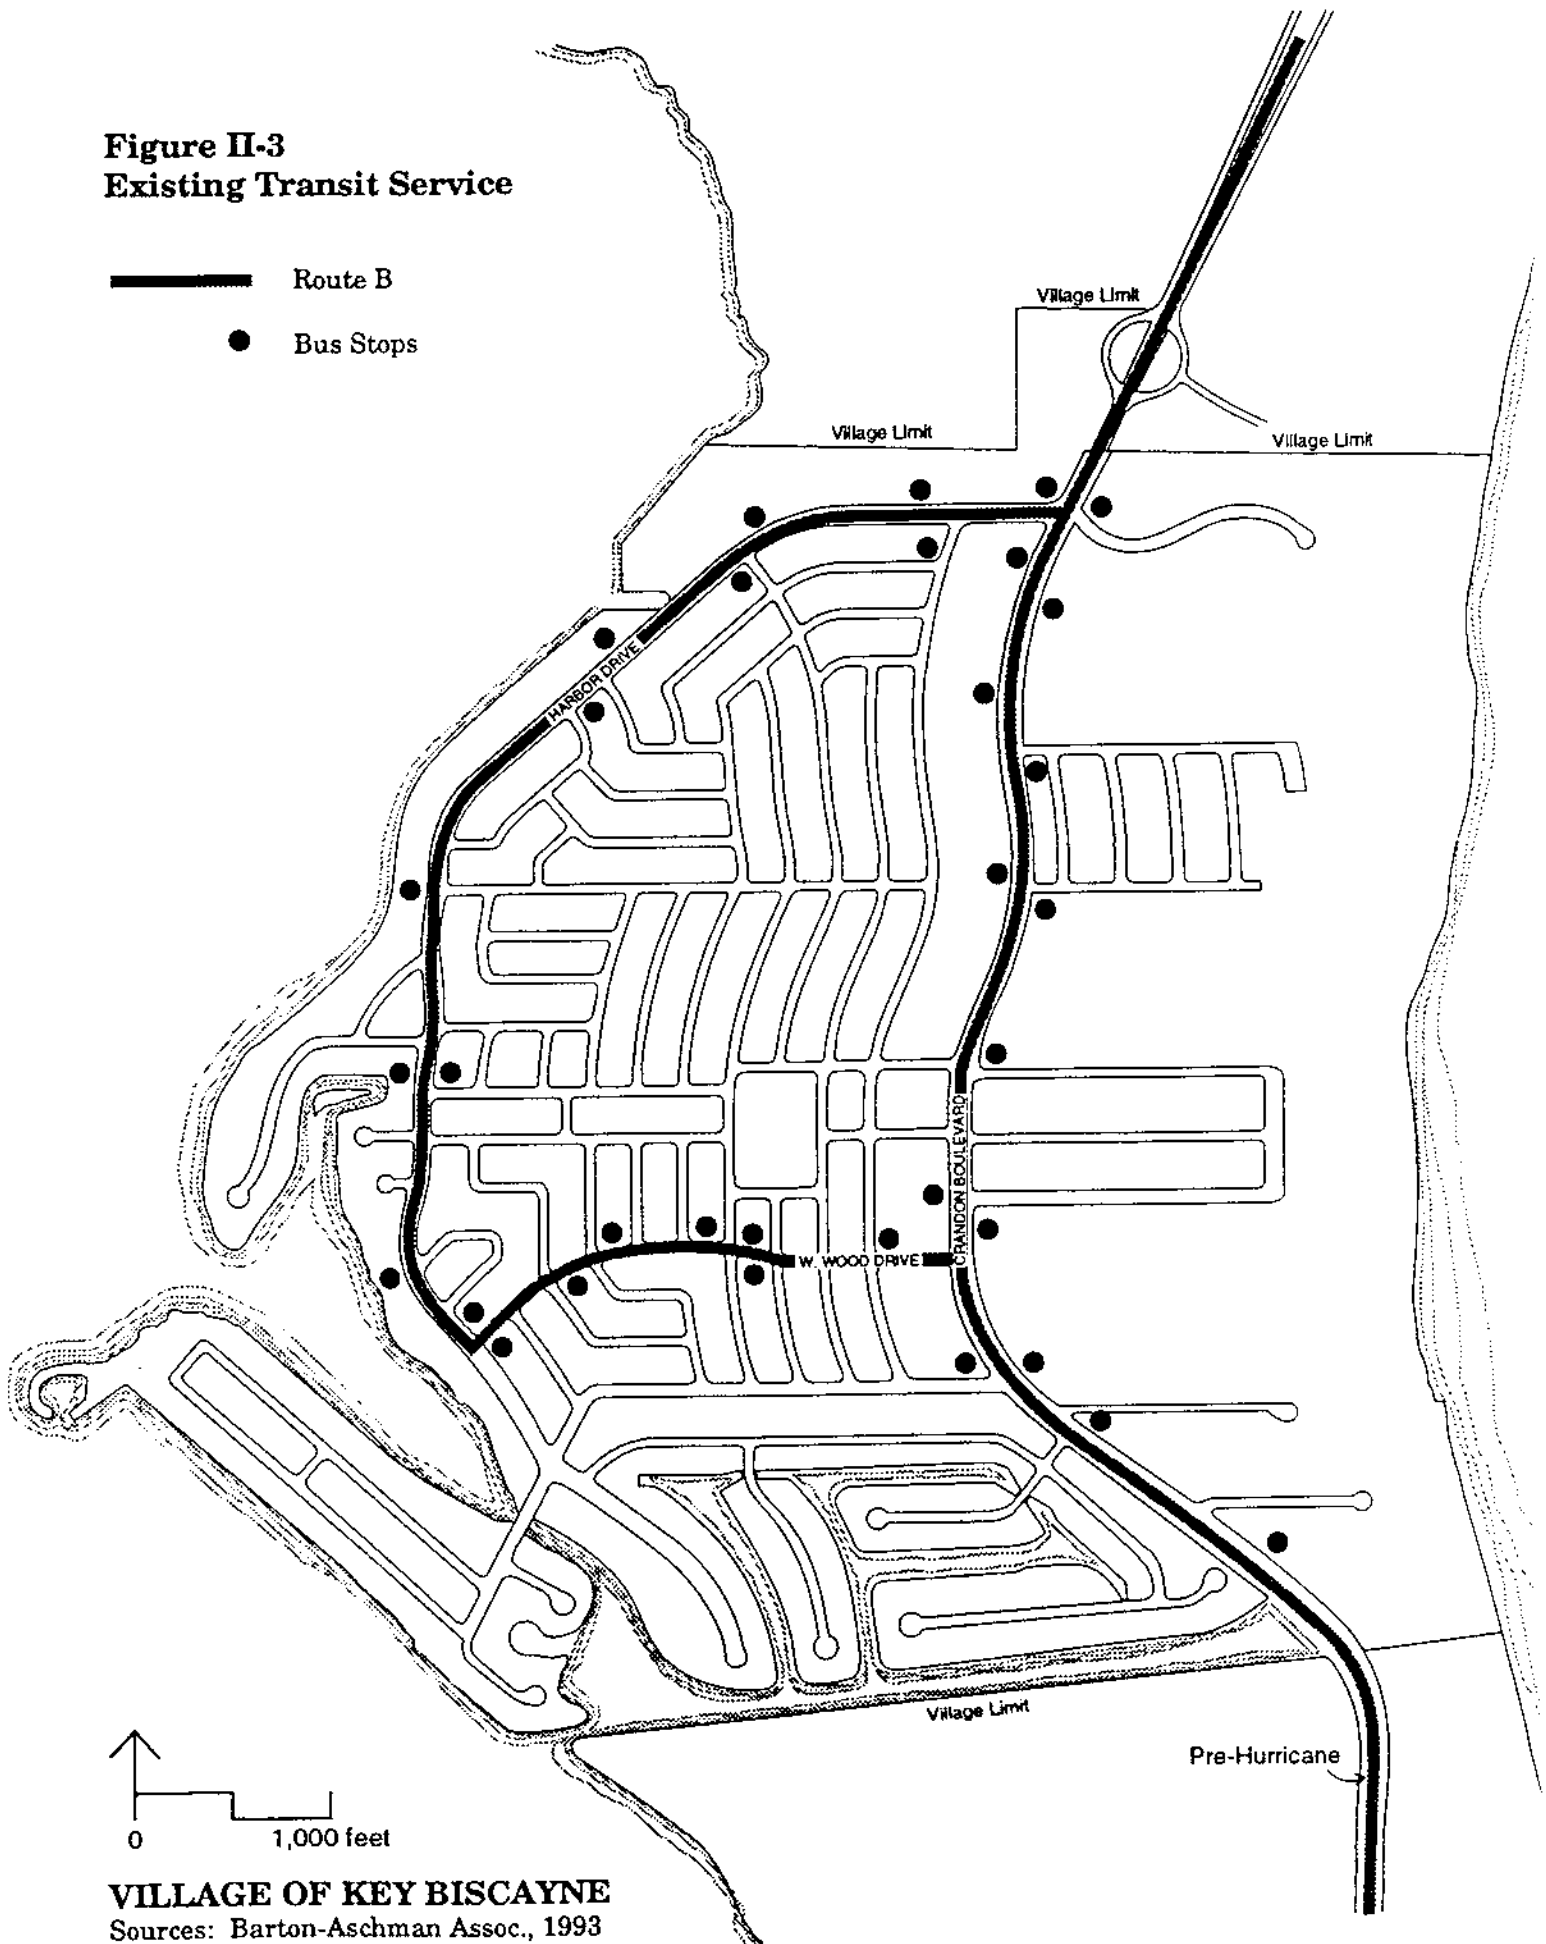 Figure II-3
Existing Transit Service
Route B
Bus Stops
Village Limit
Village Limit
Village Limit
HARBOR DRIVE
CRANDON BOULEVARD
W. WOOD DRIVE
Village Limit
Pre-Hurricane
0
1,000 feet
VILLAGE OF KEY BISCAYNE
Sources: Barton-Aschman Assoc., 1993